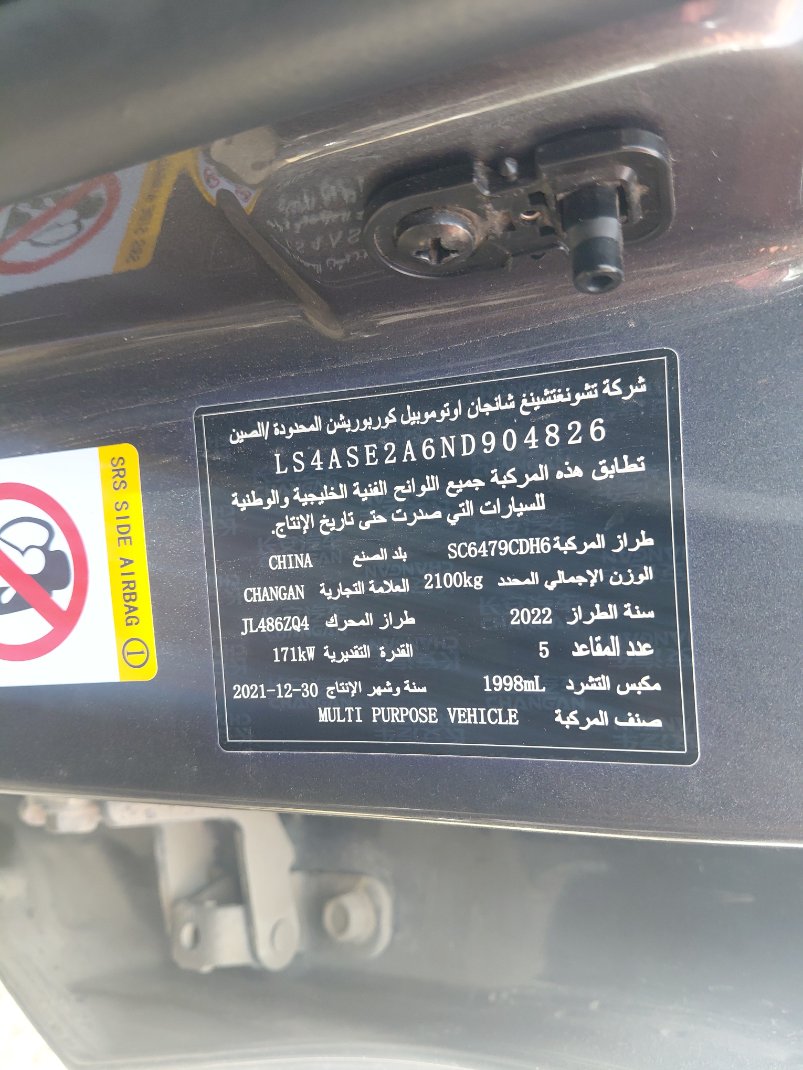 شركة تشونغتشينغ شانجان اوتوموبيل كوربوريشن المحدودة /الصين
LS4ASE2A6ND904826
تطابق هذه المركبة جميع اللوائح الفنية الخليجية والوطنية
للسيارات التي صدرت حتى تاريخ الإنتاج.
طراز المركبة SC6479CDH6 بلد الصنع CHINA
الوزن الإجمالي المحدد 2100kg العلامة التجارية CHANGAN
سنة الطراز 2022 طراز المحرك JL486ZQ4
عدد المقاعد 5 القدرة التقديرية 171kW
مكبس التشرد 1998mL سنة وشهر الإنتاج 2021-12-30
صنف المركبة MULTI PURPOSE VEHICLE
SRS SIDE AIRBAG 1